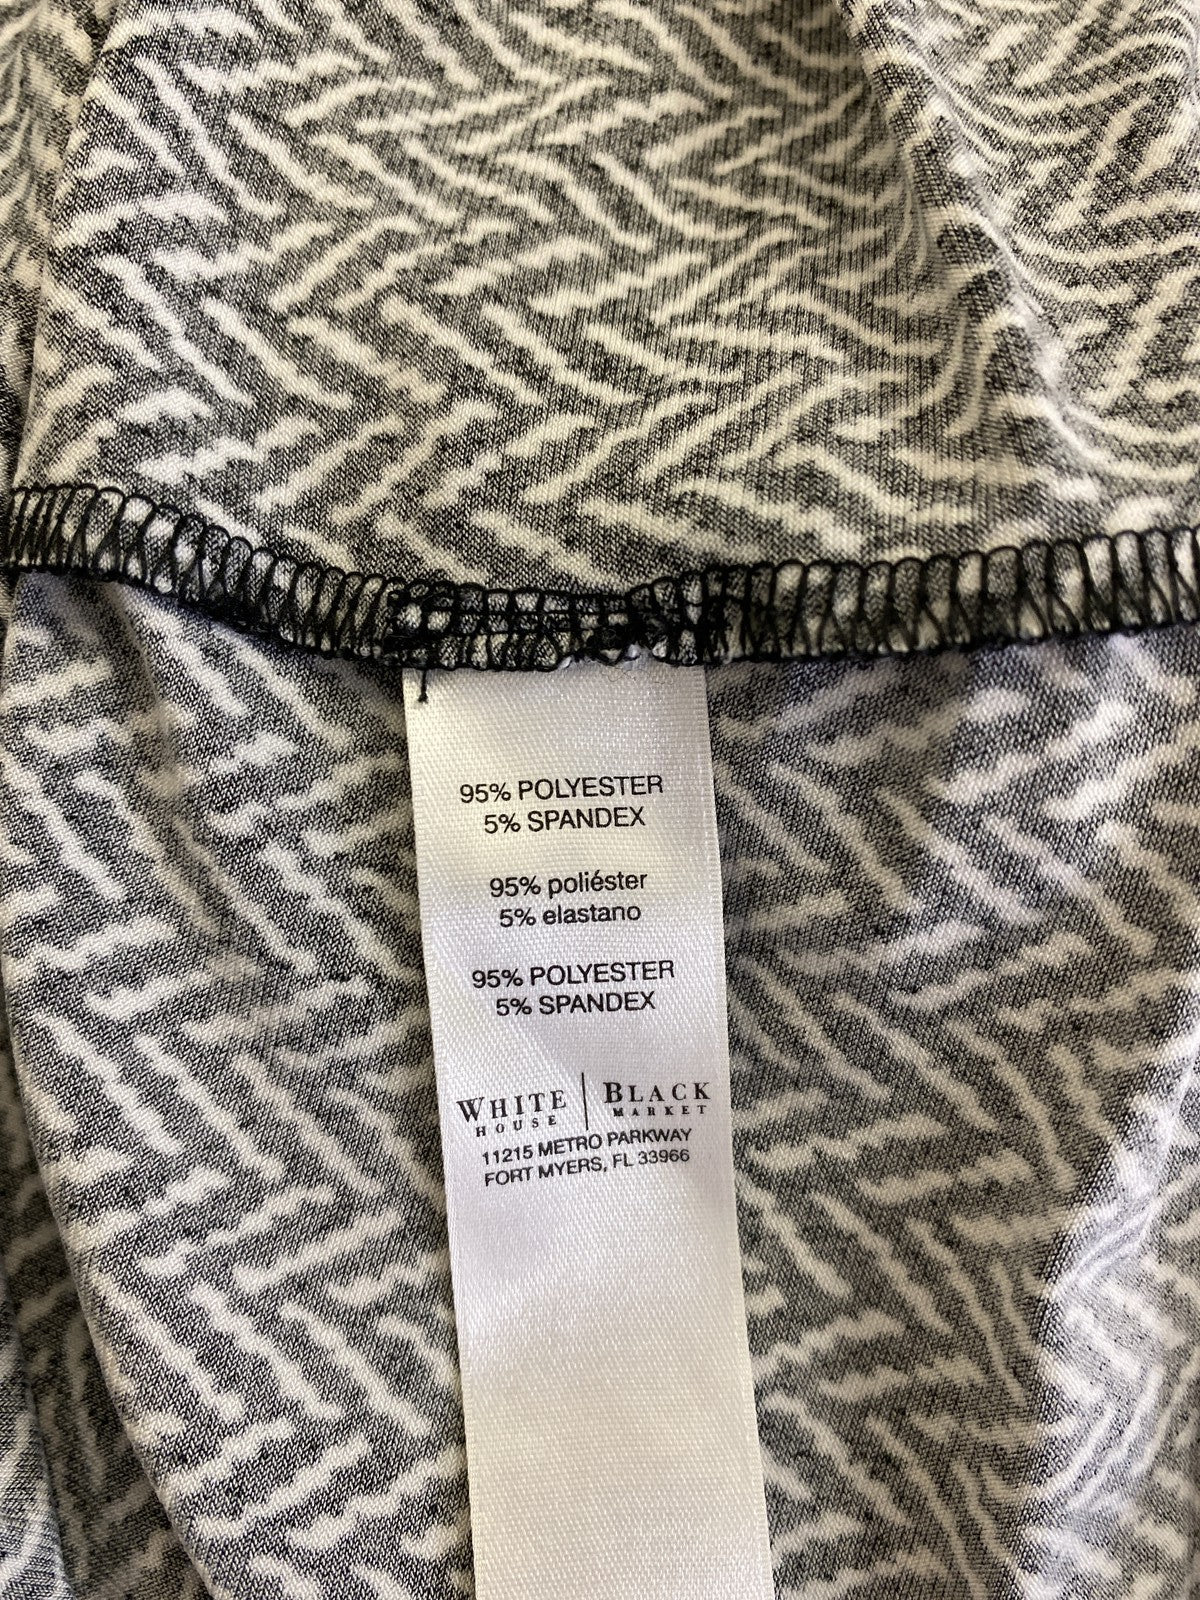 95% POLYESTER
5% SPANDEX
95% poliéster
5% elastano
95% POLYESTER
5% SPANDEX
WHITE HOUSE | BLACK MARKET
11215 METRO PARKWAY
FORT MYERS, FL 33966